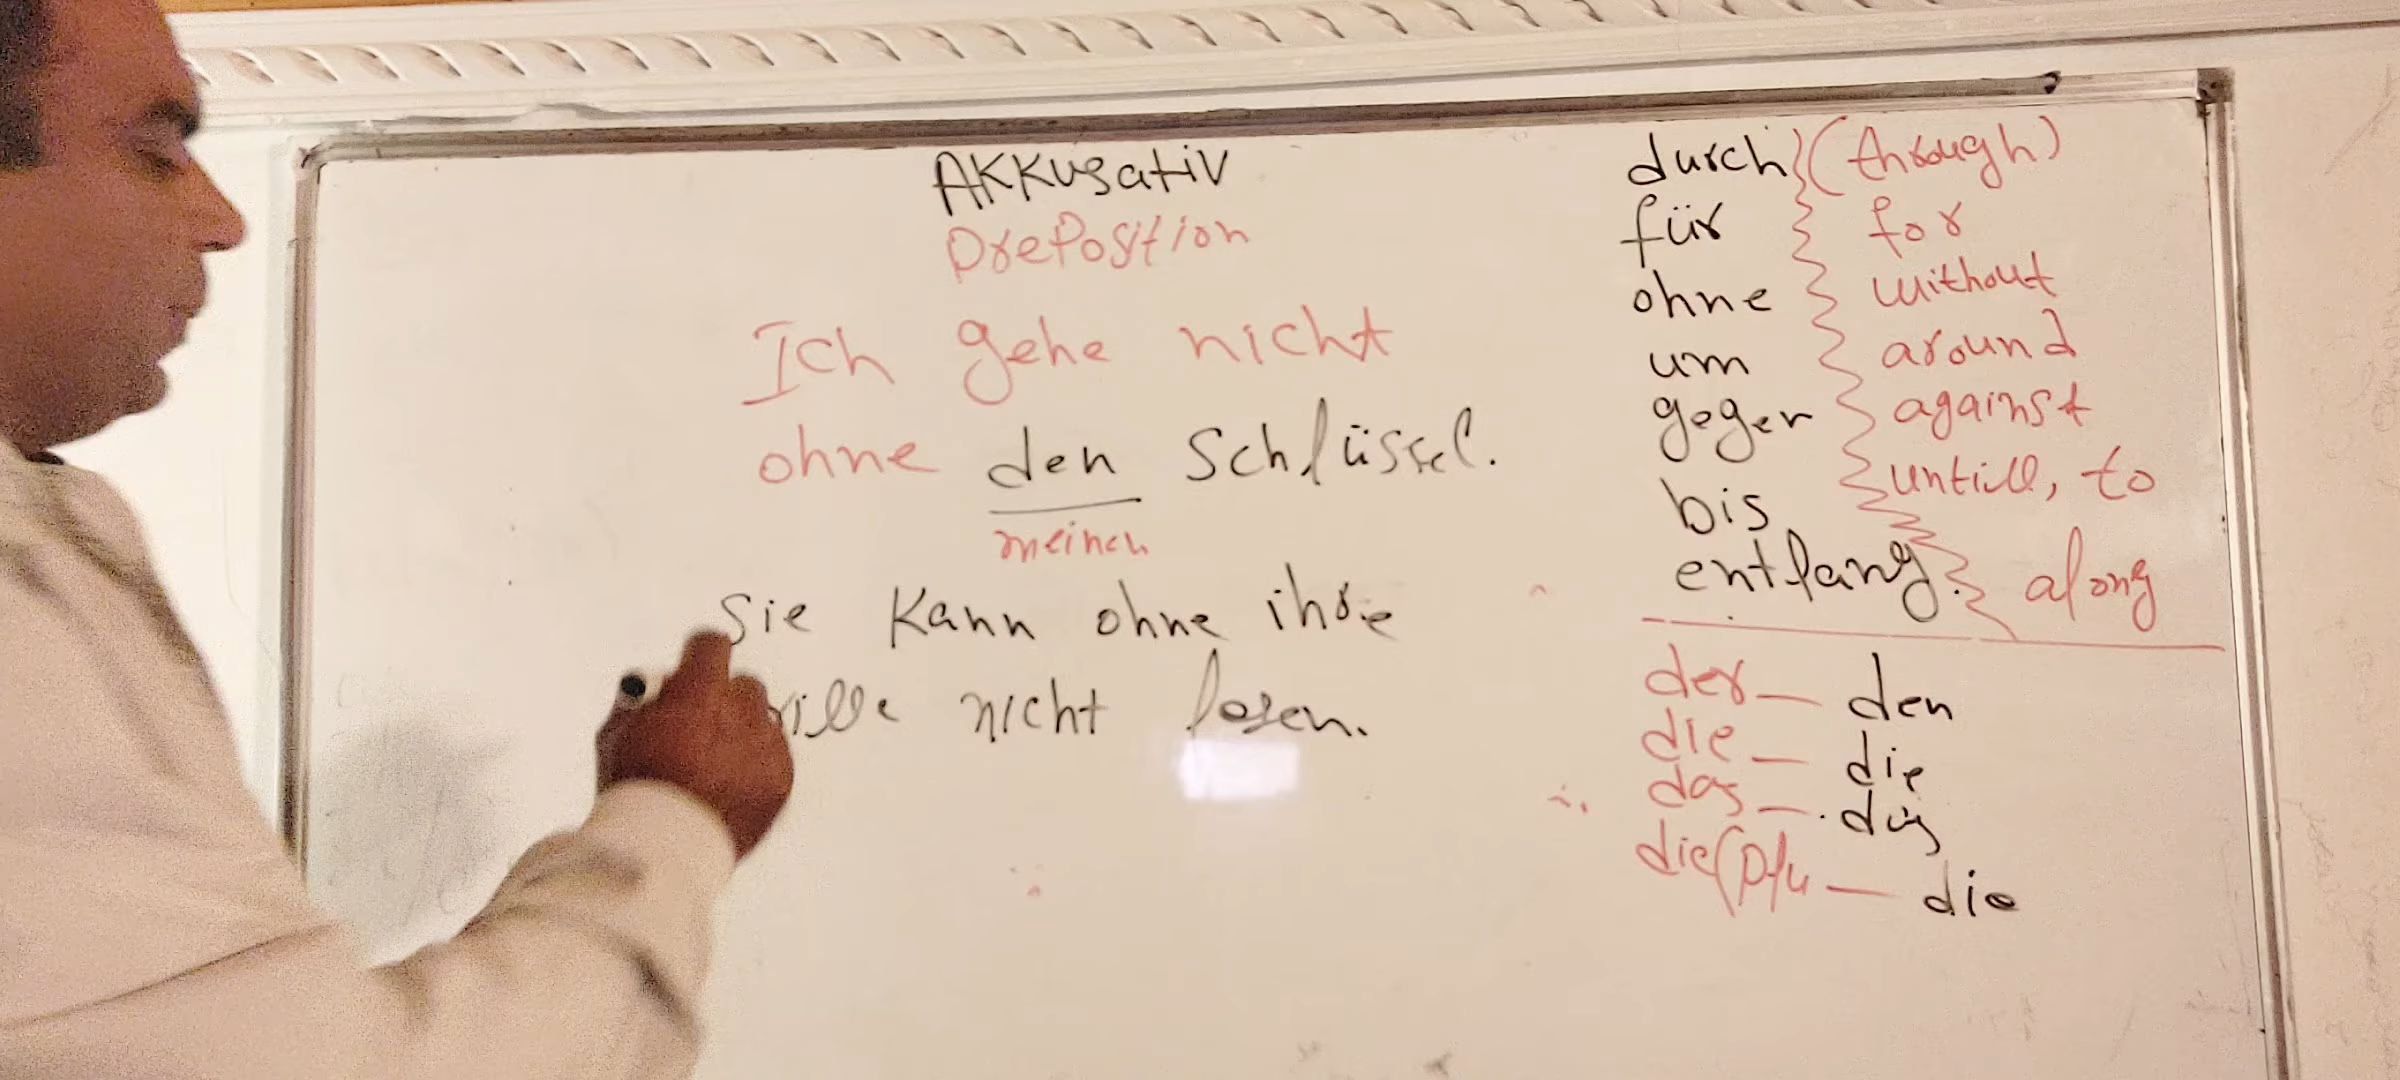 AKKusativ
Preposition
Ich gehe nicht
ohne den Schlüssel.
meinen
Sie kann ohne ihre
nicht lesen.
durch (through)
für for
ohne without
um around
gegen against
bis untill, to
entlang. along
der — den
die — die
das — das
die (plu — die